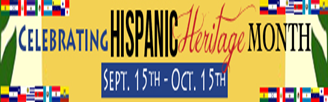 CELEBRATING HISPANIC Heritage MONTH
SEPT. 15TH - OCT. 15TH